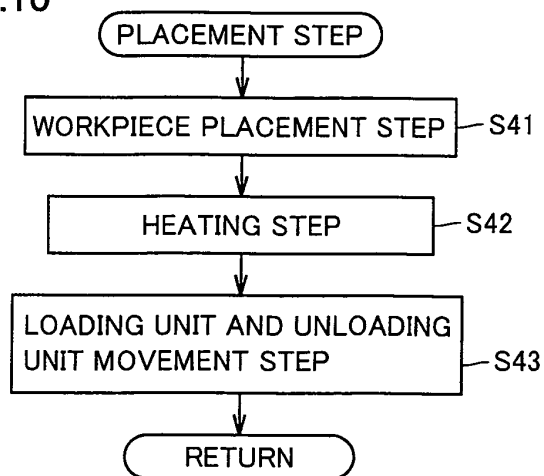 .10
PLACEMENT STEP
WORKPIECE PLACEMENT STEP
S41
HEATING STEP
S42
LOADING UNIT AND UNLOADING
UNIT MOVEMENT STEP
S43
RETURN